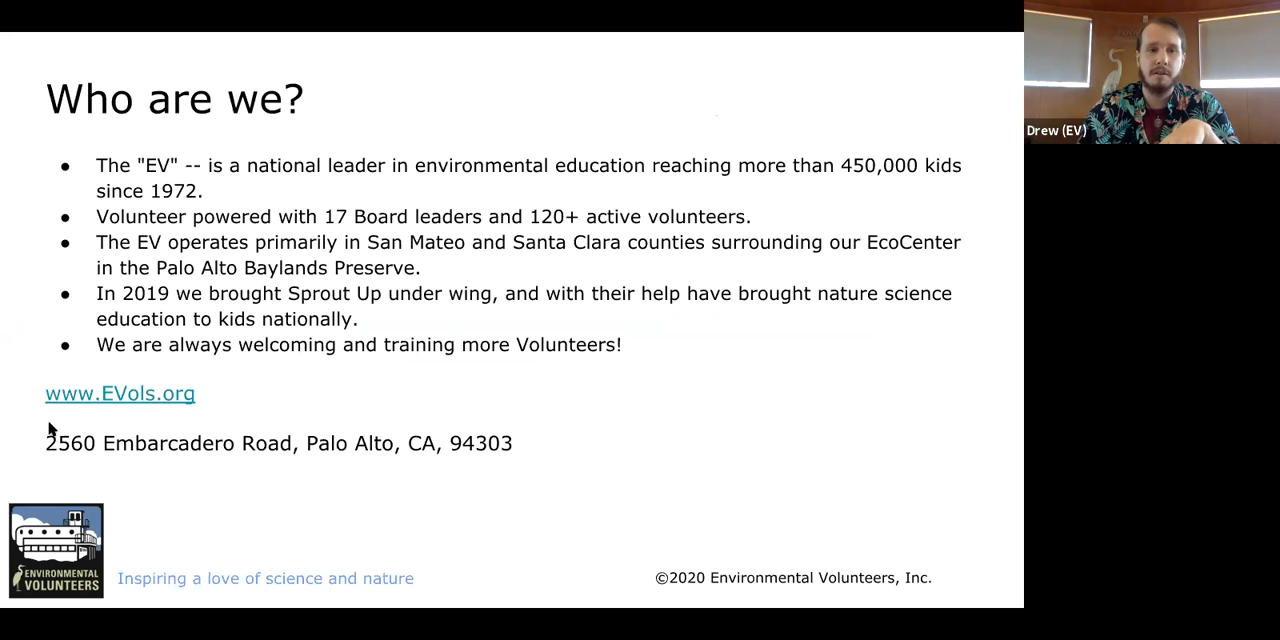 Who are we?
● The "EV" -- is a national leader in environmental education reaching more than 450,000 kids
since 1972.
● Volunteer powered with 17 Board leaders and 120+ active volunteers.
● The EV operates primarily in San Mateo and Santa Clara counties surrounding our EcoCenter
in the Palo Alto Baylands Preserve.
● In 2019 we brought Sprout Up under wing, and with their help have brought nature science
education to kids nationally.
● We are always welcoming and training more Volunteers!
www.EVols.org
2560 Embarcadero Road, Palo Alto, CA, 94303
ENVIRONMENTAL
VOLUNTEERS
Inspiring a love of science and nature
©2020 Environmental Volunteers, Inc.
Drew (EV)